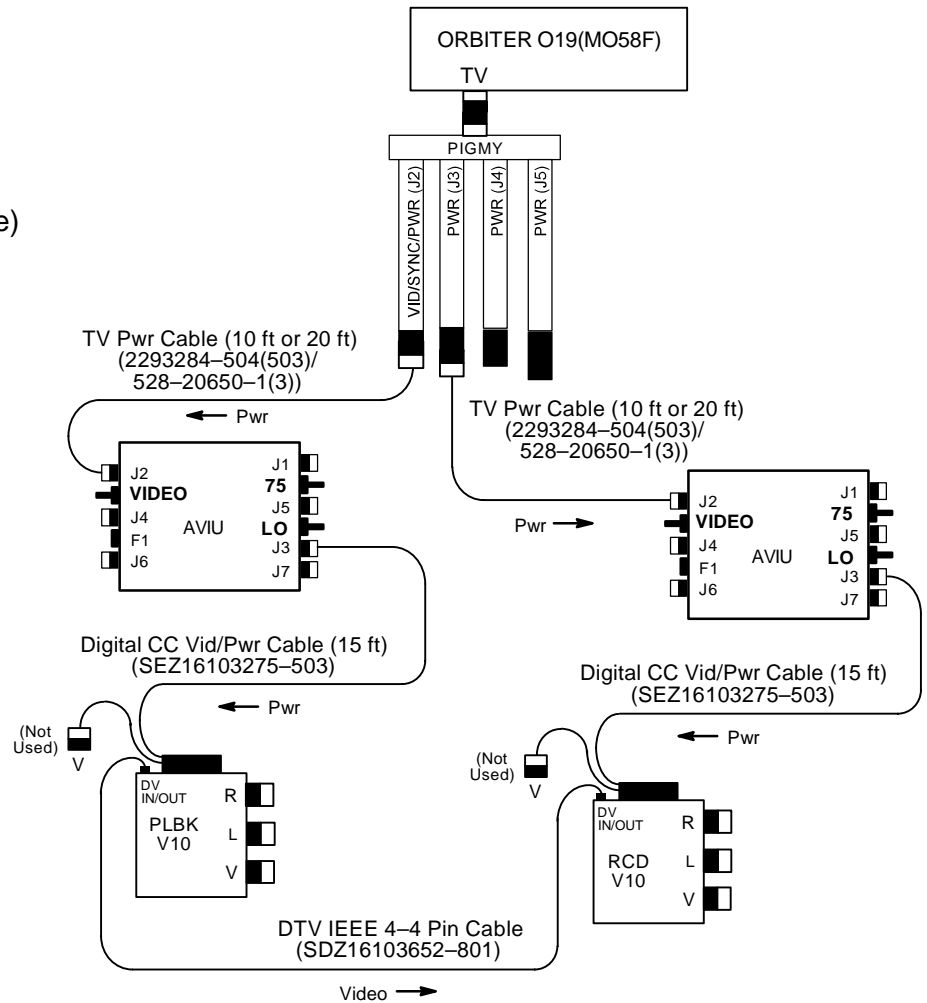 ORBITER O19(MO58F)
TV
PIGMY
VID/SYNC/PWR (J2)
PWR (J3)
PWR (J4)
PWR (J5)
e)
TV Pwr Cable (10 ft or 20 ft)
(2293284–504(503)/
528–20650–1(3))
Pwr
TV Pwr Cable (10 ft or 20 ft)
(2293284–504(503)/
528–20650–1(3))
Pwr
J2
VIDEO
J4
F1
J6
AVIU
J1
75
J5
LO
J3
J7
J2
VIDEO
J4
F1
J6
AVIU
J1
75
J5
LO
J3
J7
Digital CC Vid/Pwr Cable (15 ft)
(SEZ16103275–503)
Pwr
Digital CC Vid/Pwr Cable (15 ft)
(SEZ16103275–503)
Pwr
(Not
Used)
V
DV
IN/OUT
PLBK
V10
R
L
V
(Not
Used)
V
DV
IN/OUT
RCD
V10
R
L
V
DTV IEEE 4–4 Pin Cable
(SDZ16103652–801)
Video